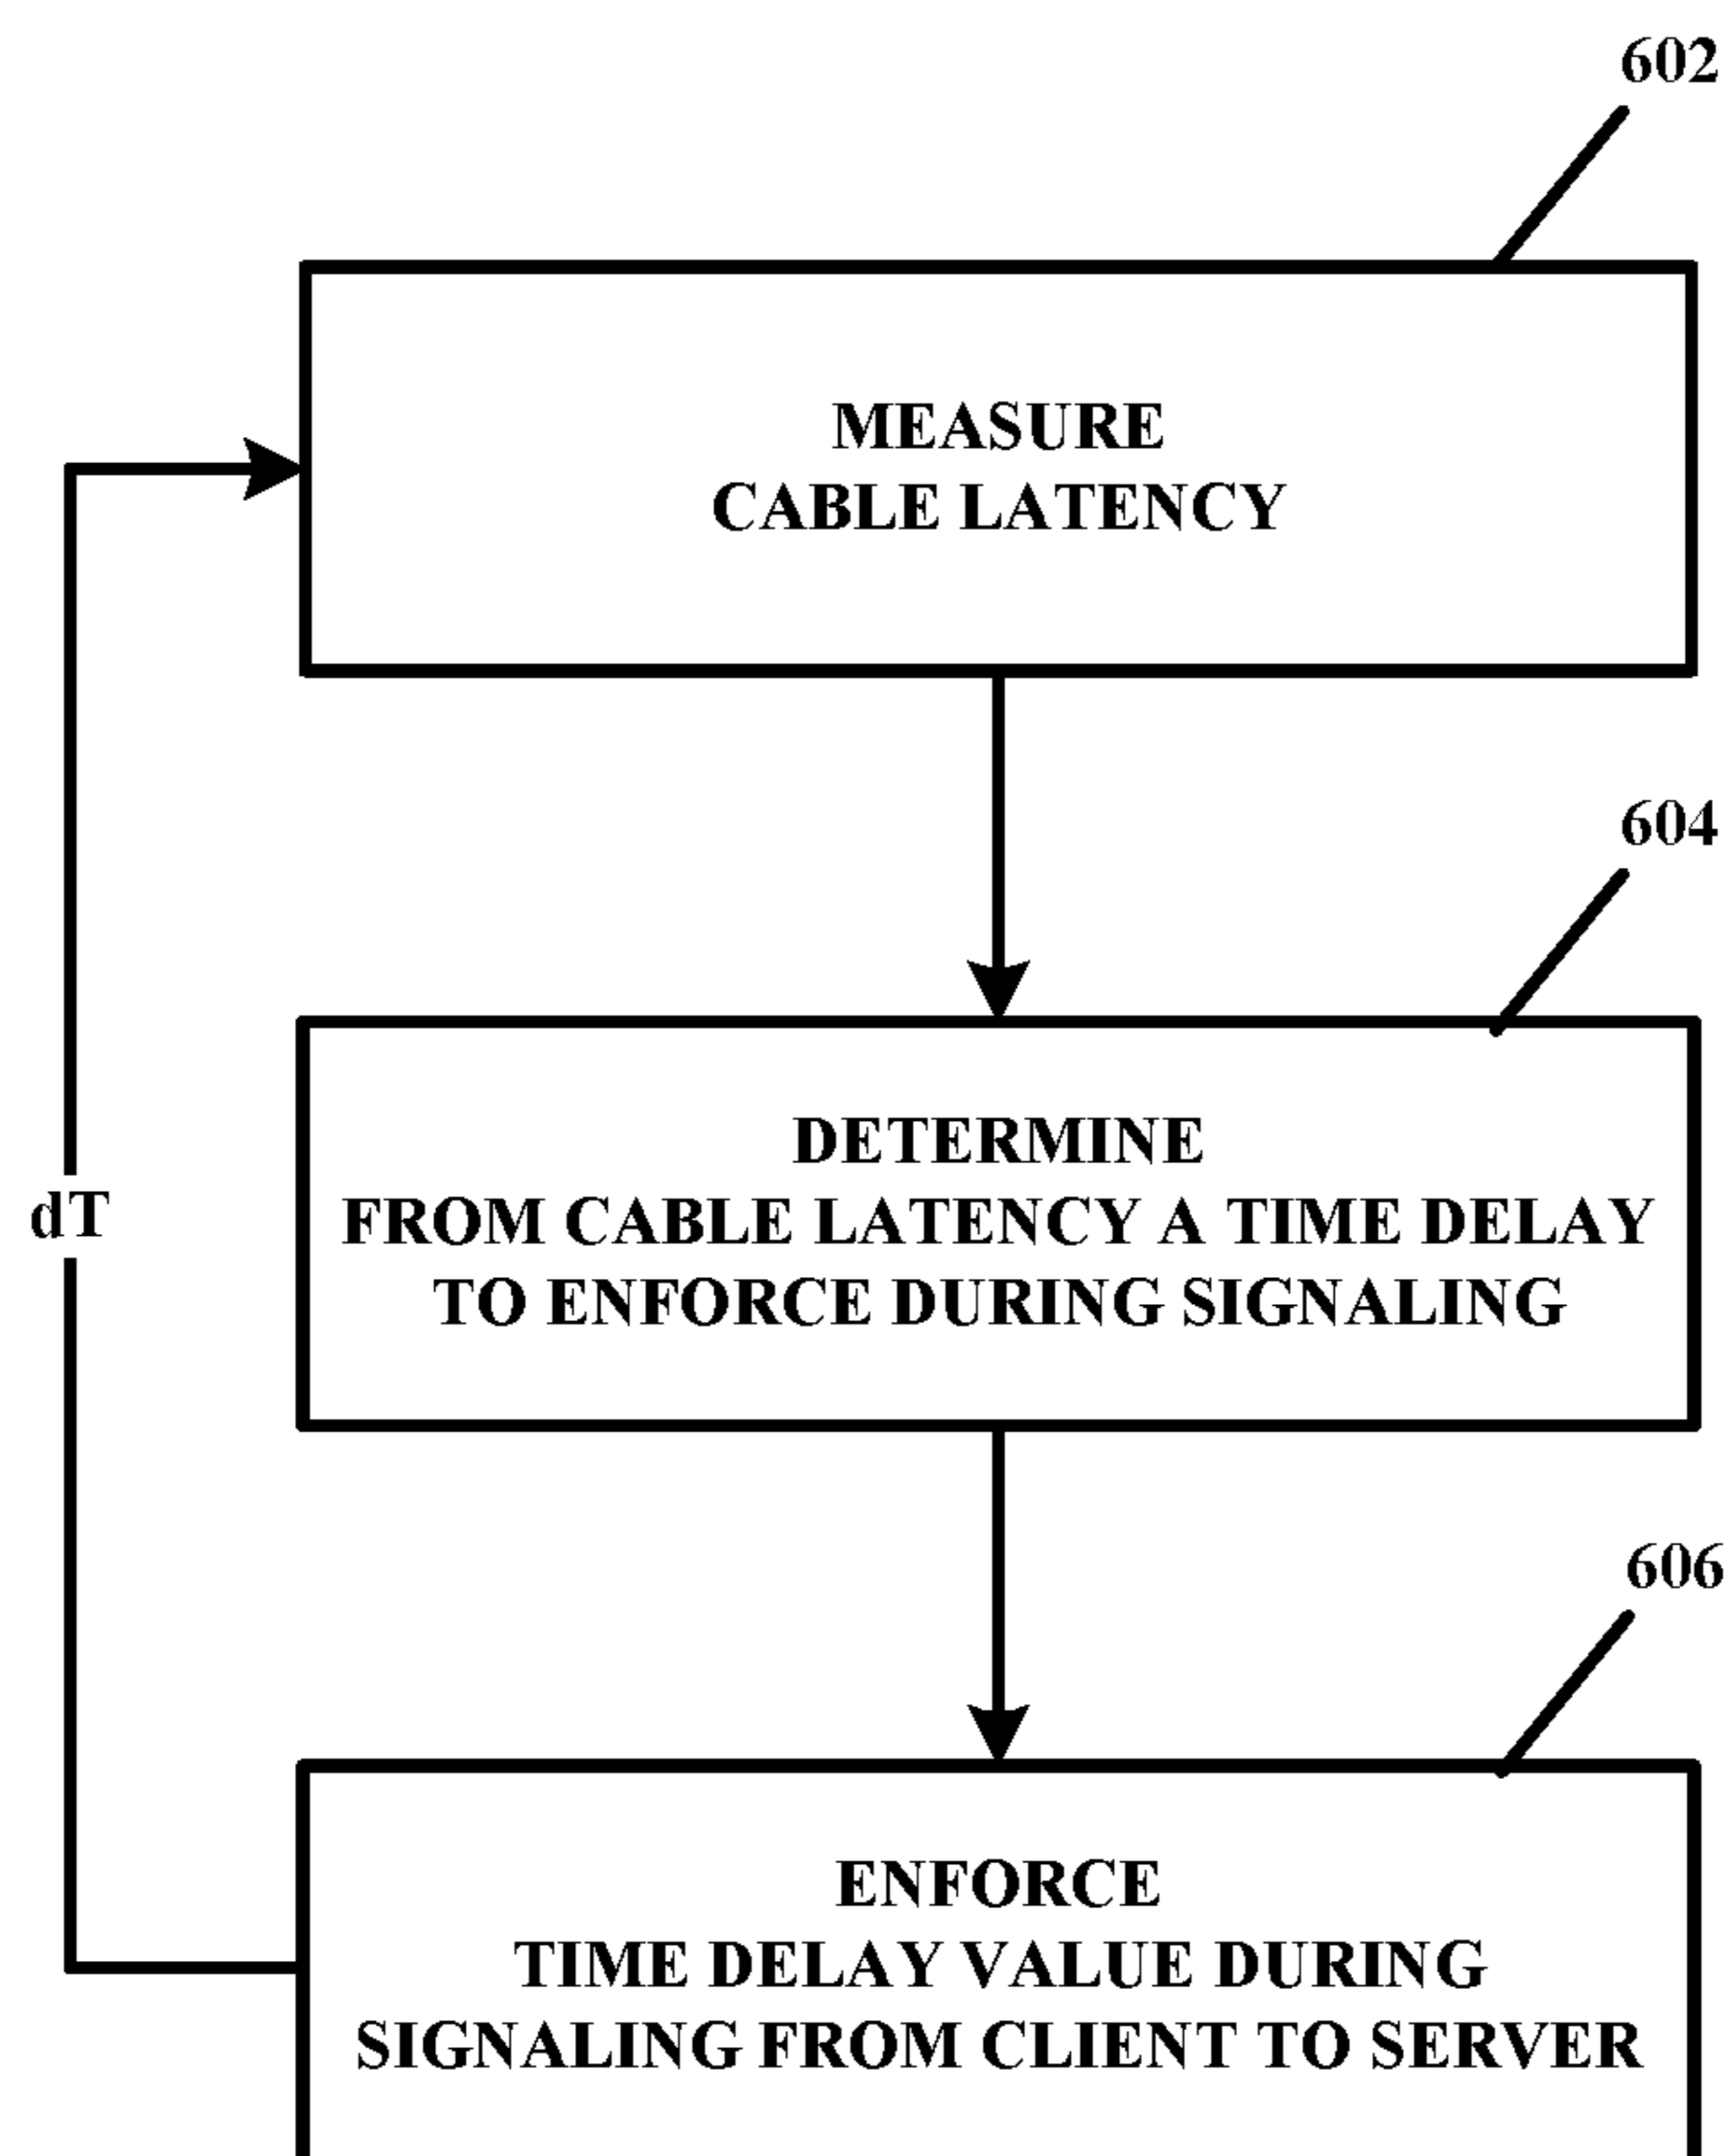 602
MEASURE
CABLE LATENCY
604
DETERMINE
FROM CABLE LATENCY A TIME DELAY
TO ENFORCE DURING SIGNALING
dT
606
ENFORCE
TIME DELAY VALUE DURING
SIGNALING FROM CLIENT TO SERVER